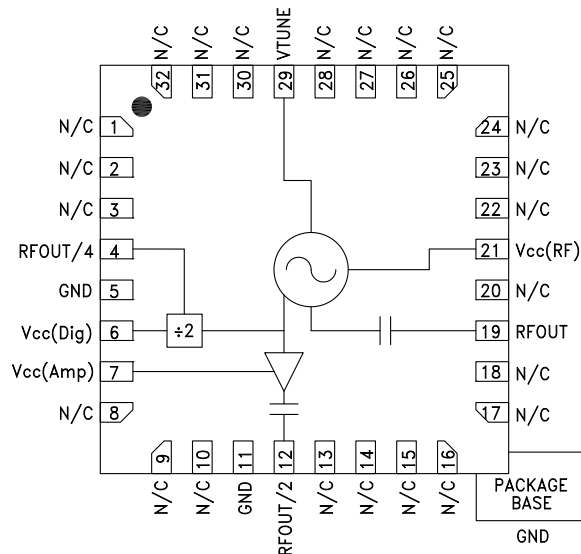 N/C N/C N/C VTUNE N/C N/C N/C N/C
32 31 30 29 28 27 26 25
N/C 1
N/C 2
N/C 3
RFOUT/4 4
GND 5
Vcc(Dig) 6
Vcc(Amp) 7
N/C 8
÷2
24 N/C
23 N/C
22 N/C
21 Vcc(RF)
20 N/C
19 RFOUT
18 N/C
17 N/C
9 10 11 12 13 14 15 16
N/C N/C GND RFOUT/2 N/C N/C N/C N/C
PACKAGE
BASE
GND